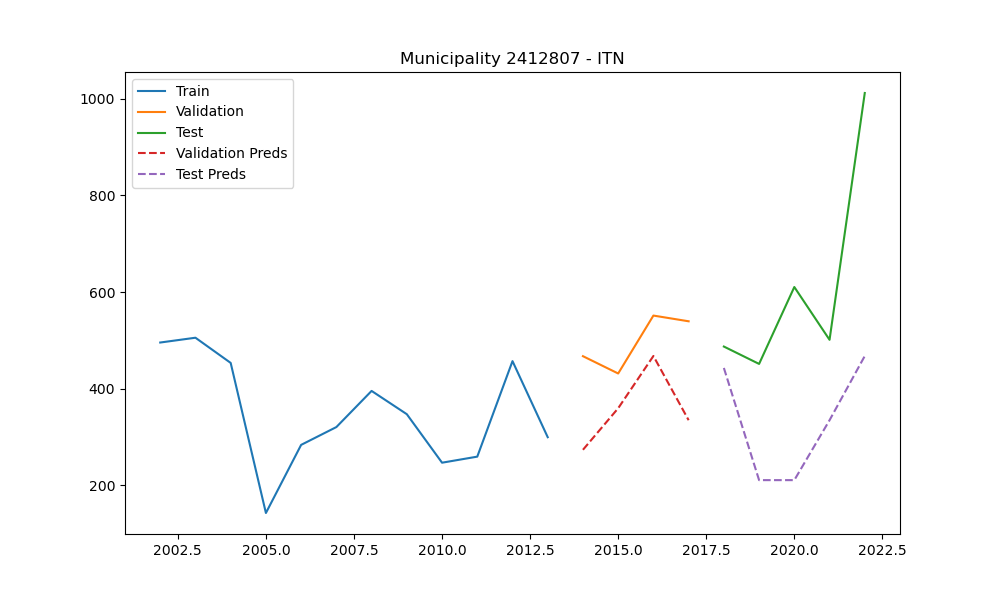 Municipality 2412807 - ITN
Train
Validation
Test
Validation Preds
Test Preds
1000
800
600
400
200
2002.5 2005.0 2007.5 2010.0 2012.5 2015.0 2017.5 2020.0 2022.5